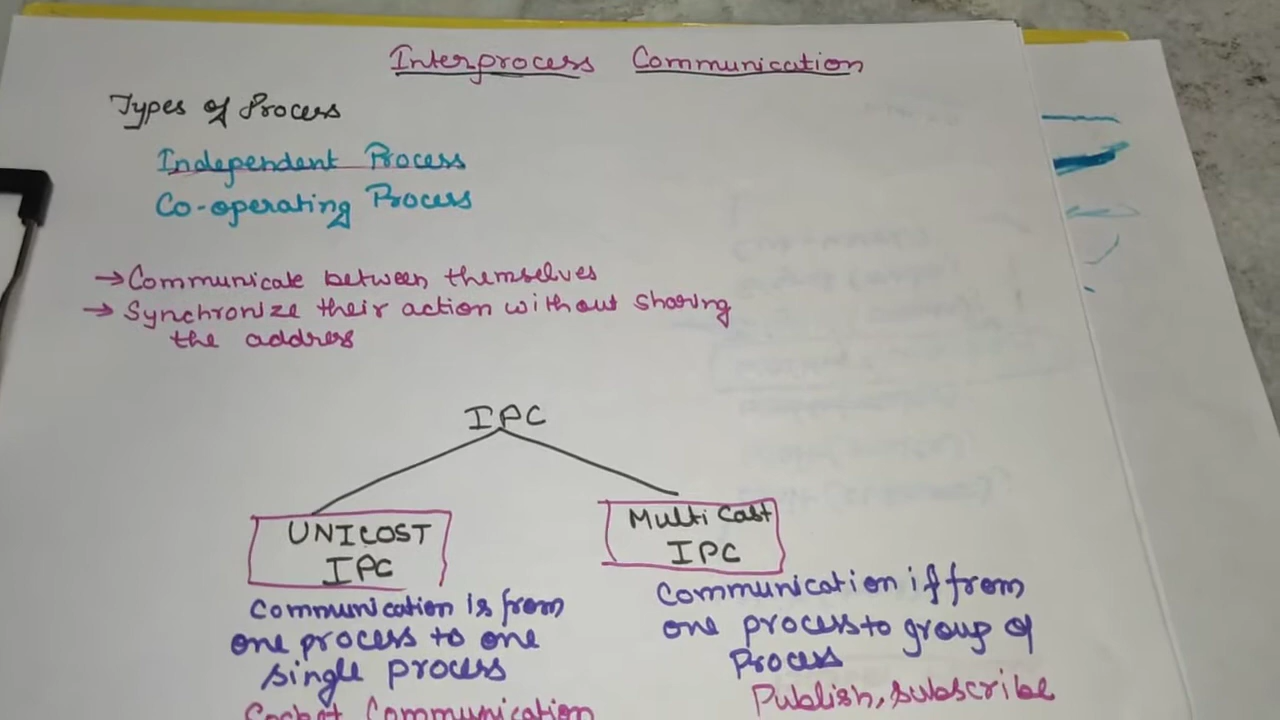 Interprocess Communication
Types of Process
Independent Process
Co-operating Process
→ Communicate between themselves
→ Synchronize their action without sharing
the address
IPC
UNICOST
IPC
Multi Cast
IPC
Communication is from
one process to one
single process
Communication if from
one process to group of
Process
Publish, subscribe
Communication